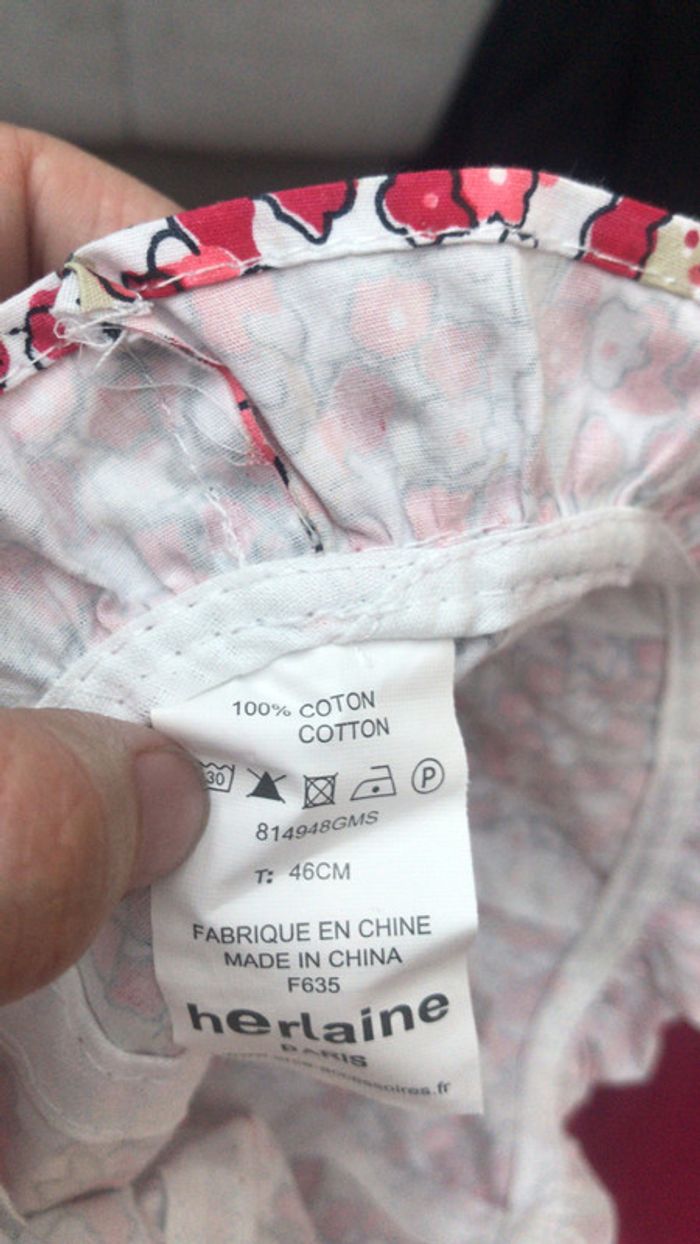 100% COTON
COTTON
30 P
814948GMS
T: 46CM
FABRIQUE EN CHINE
MADE IN CHINA
F635
herlaine
PARIS